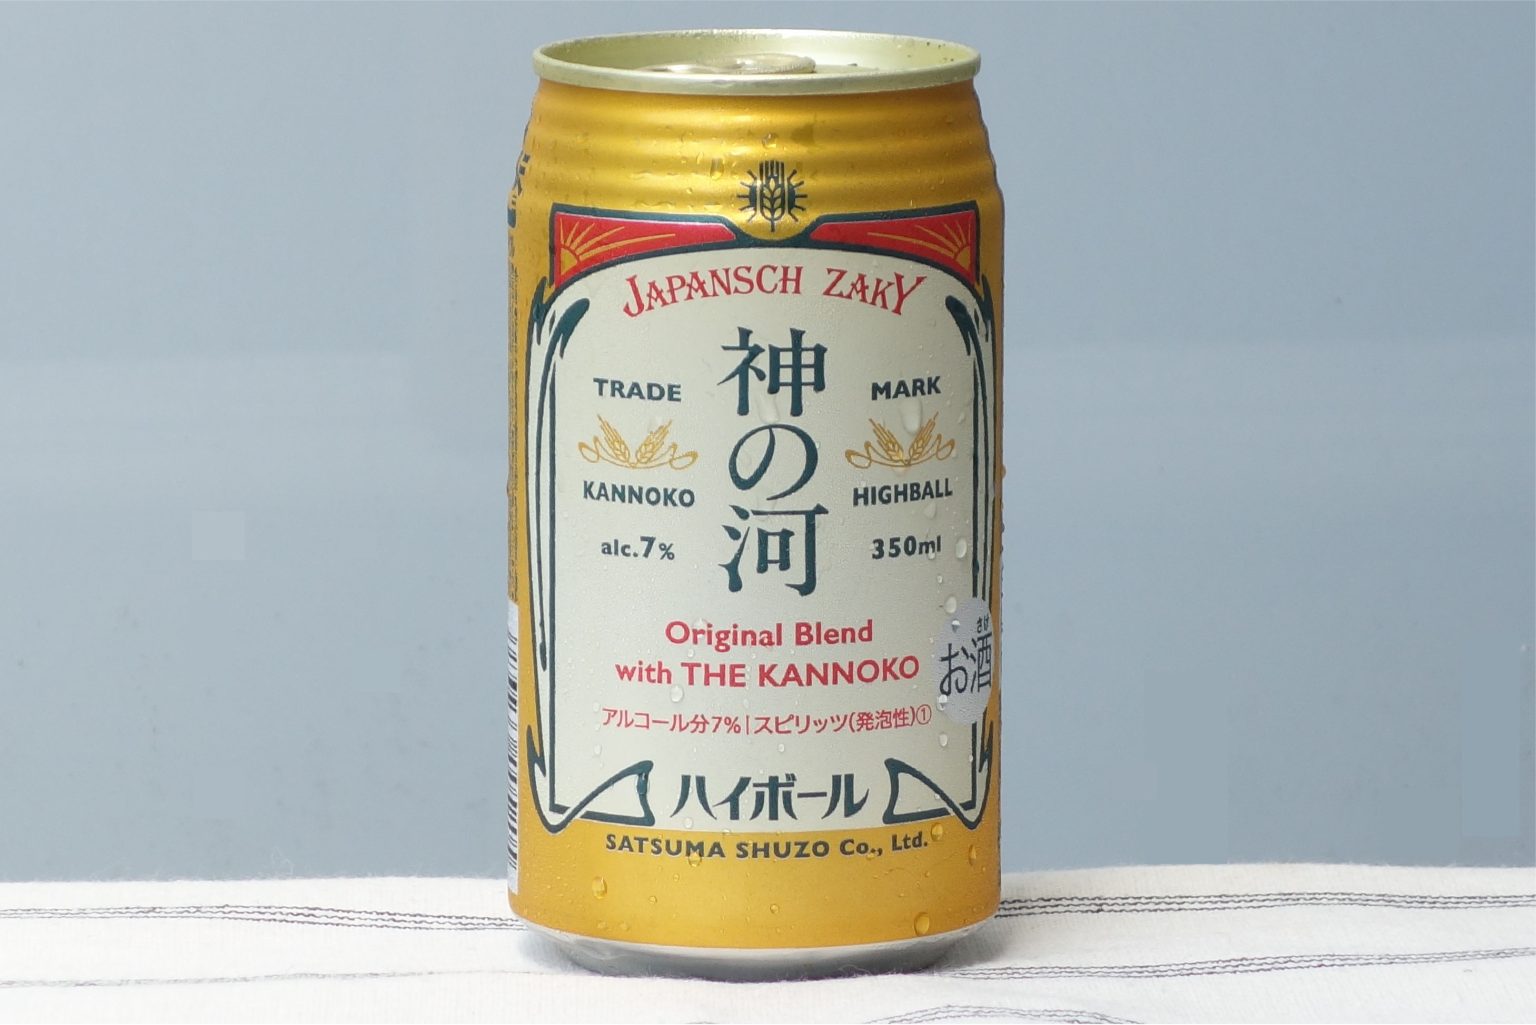 JAPANSCH ZAKY
神の河
TRADE
MARK
KANNOKO
HIGHBALL
alc.7%
350ml
Original Blend
with THE KANNOKO
さけ
お酒
アルコール分7%|スピリッツ(発泡性)①
ハイボール
SATSUMA SHUZO Co., Ltd.